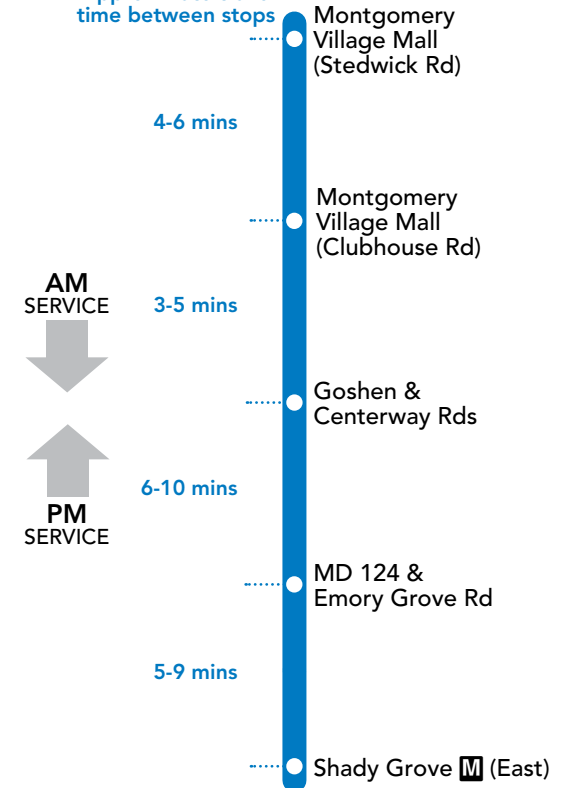 time between stops
Montgomery
Village Mall
(Stedwick Rd)
4-6 mins
Montgomery
Village Mall
(Clubhouse Rd)
AM
SERVICE
3-5 mins
Goshen &
Centerway Rds
6-10 mins
PM
SERVICE
MD 124 &
Emory Grove Rd
5-9 mins
Shady Grove M (East)